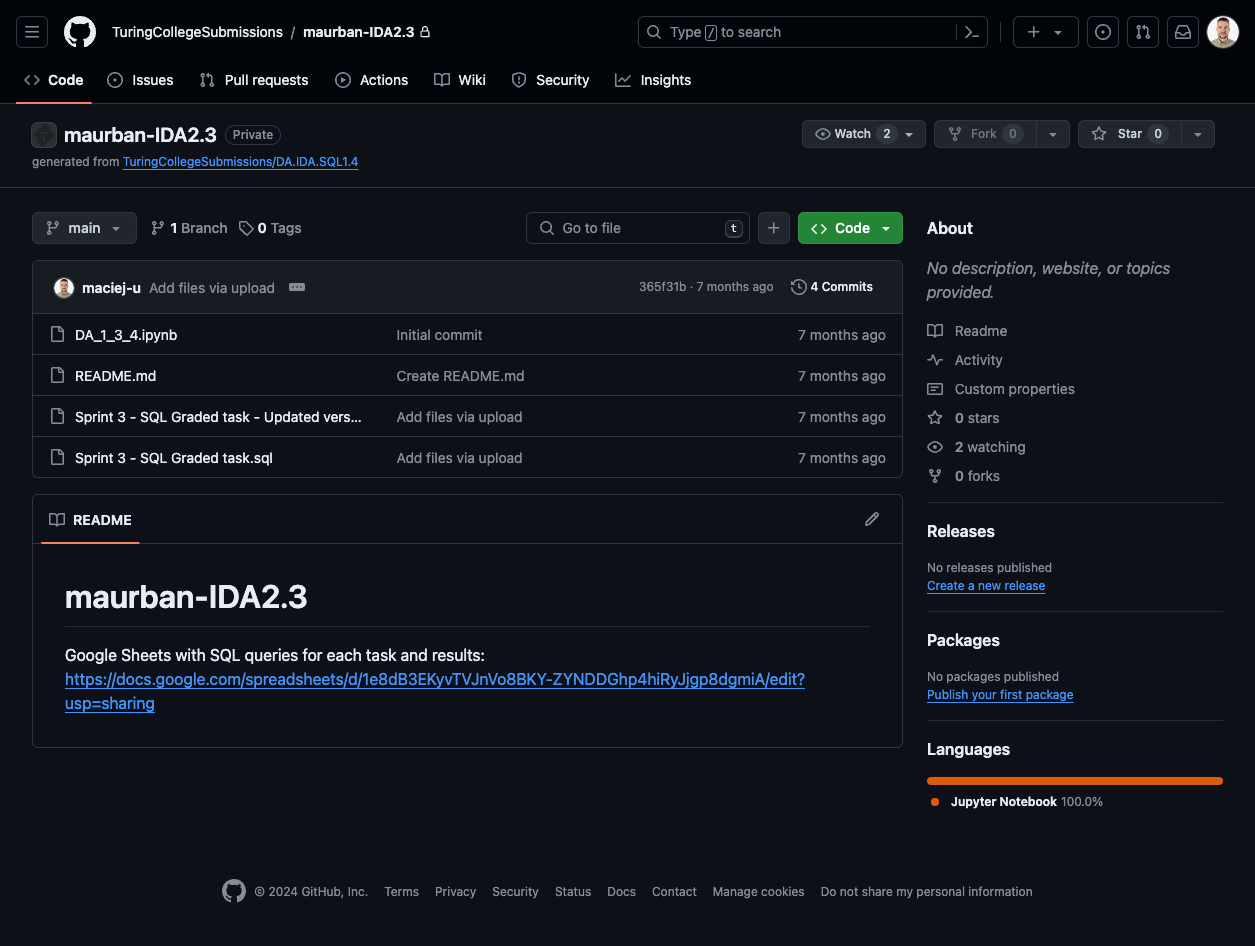 TuringCollegeSubmissions / maurban-IDA2.3
Type / to search
Code Issues Pull requests Actions Wiki Security Insights
maurban-IDA2.3 Private
Watch 2 Fork 0 Star 0
generated from TuringCollegeSubmissions/DA.IDA.SQL1.4
main 1 Branch 0 Tags Go to file t Code
maciej-u Add files via upload 365f31b · 7 months ago 4 Commits
DA_1_3_4.ipynb Initial commit 7 months ago
README.md Create README.md 7 months ago
Sprint 3 - SQL Graded task - Updated vers... Add files via upload 7 months ago
Sprint 3 - SQL Graded task.sql Add files via upload 7 months ago
README
maurban-IDA2.3
Google Sheets with SQL queries for each task and results:
https://docs.google.com/spreadsheets/d/1e8dB3EKyvTVJnVo8BKY-ZYNDDGhp4hiRyJjgp8dgmiA/edit?
usp=sharing
About
No description, website, or topics
provided.
Readme
Activity
Custom properties
0 stars
2 watching
0 forks
Releases
No releases published
Create a new release
Packages
No packages published
Publish your first package
Languages
Jupyter Notebook 100.0%
© 2024 GitHub, Inc. Terms Privacy Security Status Docs Contact Manage cookies Do not share my personal information